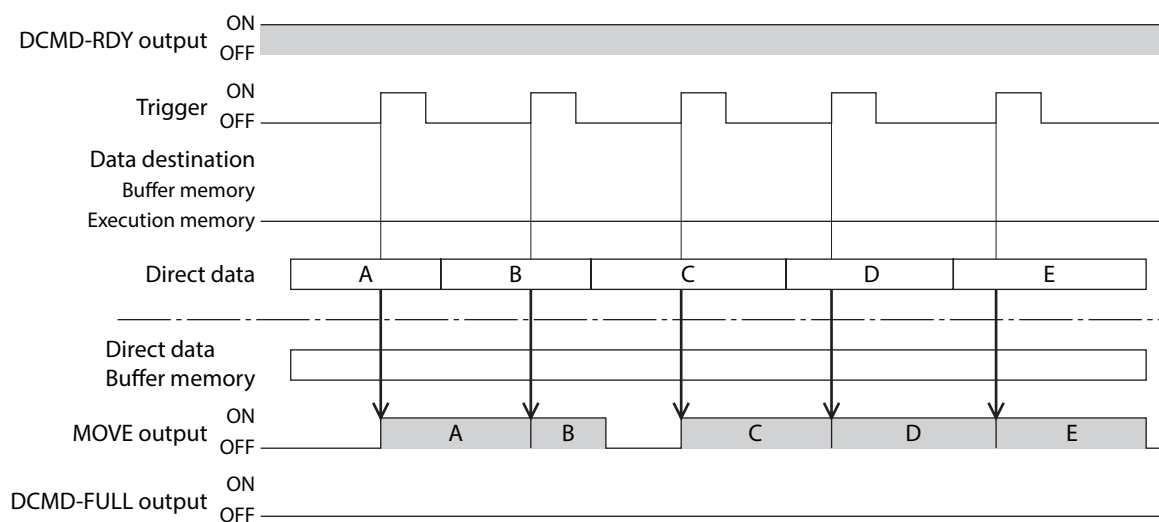 ON
DCMD-RDY output
OFF
ON
Trigger
OFF
Data destination
Buffer memory
Execution memory
Direct data A B C D E
Direct data
Buffer memory
ON
MOVE output A B C D E
OFF
ON
DCMD-FULL output
OFF